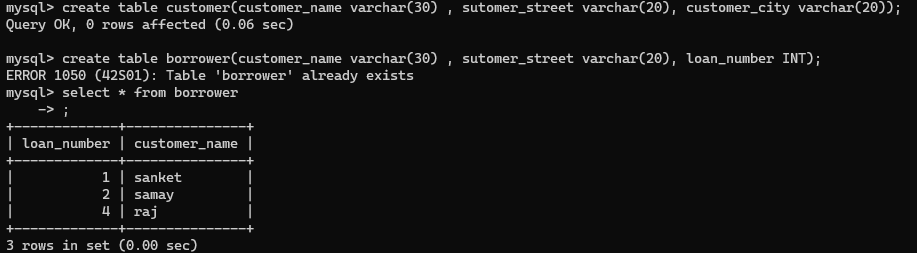 mysql> create table customer(customer_name varchar(30) , sutomer_street varchar(20), customer_city varchar(20));
Query OK, 0 rows affected (0.06 sec)

mysql> create table borrower(customer_name varchar(30) , sutomer_street varchar(20), loan_number INT);
ERROR 1050 (42S01): Table 'borrower' already exists
mysql> select * from borrower
    -> ;
+-------------+---------------+
| loan_number | customer_name |
+-------------+---------------+
|           1 | sanket        |
|           2 | samay         |
|           4 | raj           |
+-------------+---------------+
3 rows in set (0.00 sec)